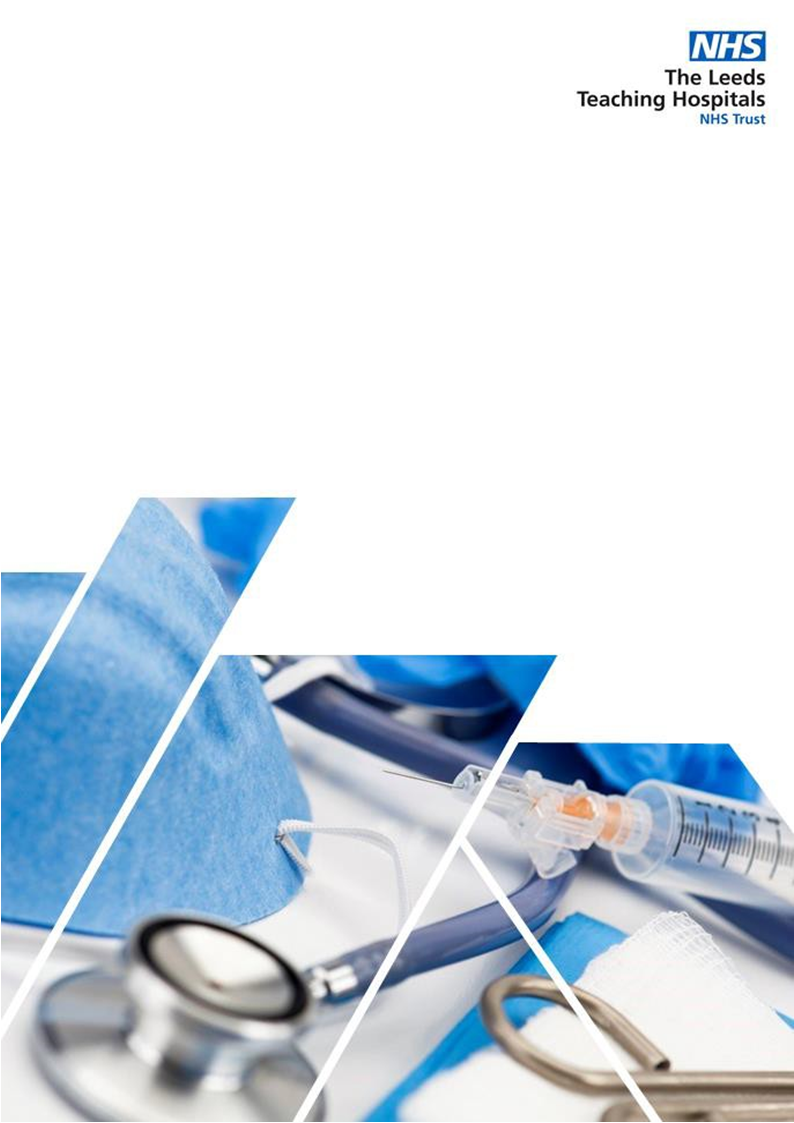 NHS
The Leeds
Teaching Hospitals
NHS Trust